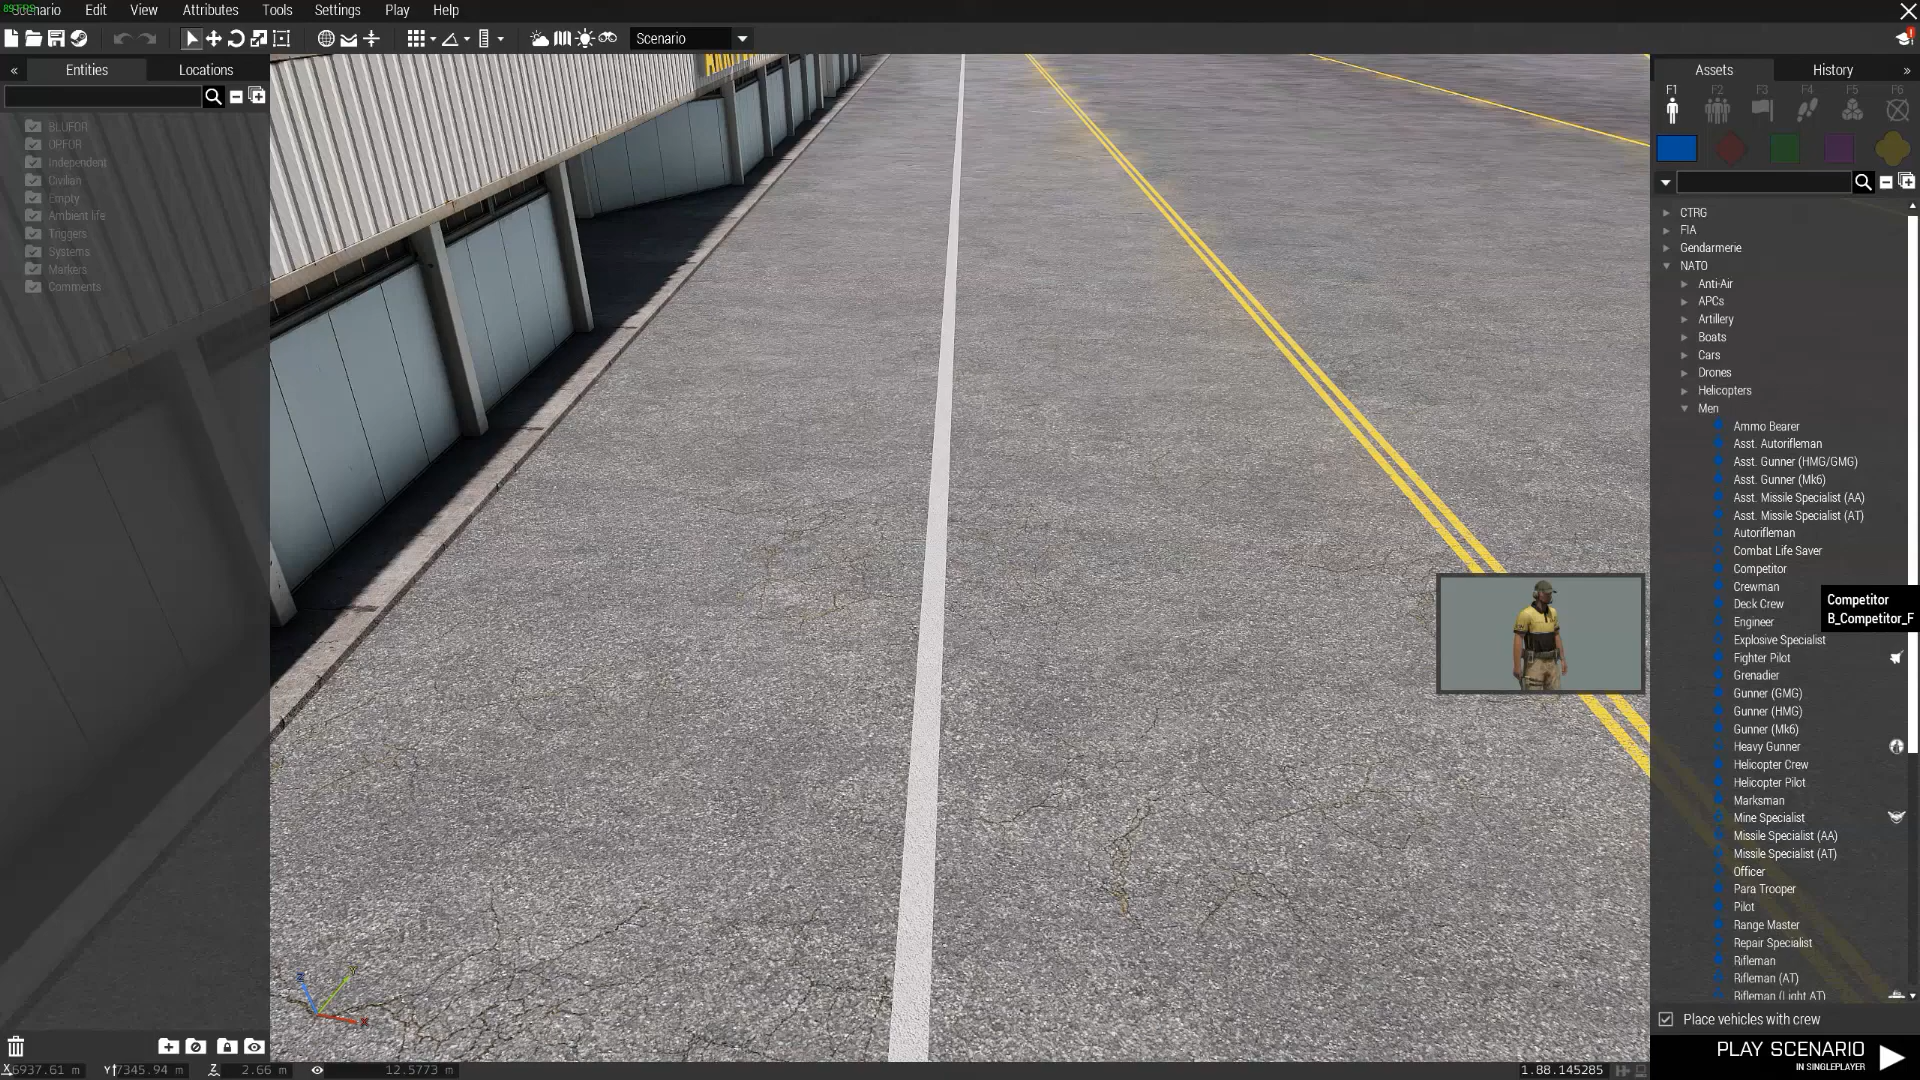 Scenario Edit View Attributes Tools Settings Play Help
Scenario
Entities Locations
Assets History
F1 F2 F3 F4 F5 F6
BLUFOR
OPFOR
Independent
Civilian
Empty
Ambient life
Triggers
Systems
Markers
Comments
CTRG
FIA
Gendarmerie
NATO
Anti-Air
APCs
Artillery
Boats
Cars
Drones
Helicopters
Men
Ammo Bearer
Asst. Autorifleman
Asst. Gunner (HMG/GMG)
Asst. Gunner (Mk6)
Asst. Missile Specialist (AA)
Asst. Missile Specialist (AT)
Autorifleman
Combat Life Saver
Competitor
Crewman
Deck Crew
Engineer
Explosive Specialist
Fighter Pilot
Grenadier
Gunner (GMG)
Gunner (HMG)
Gunner (Mk6)
Heavy Gunner
Helicopter Crew
Helicopter Pilot
Marksman
Mine Specialist
Missile Specialist (AA)
Missile Specialist (AT)
Officer
Para Trooper
Pilot
Range Master
Repair Specialist
Rifleman
Rifleman (AT)
Rifleman (Light AT)
Competitor
B_Competitor_F
Z Y X
Place vehicles with crew
PLAY SCENARIO
IN SINGLEPLAYER
X 6937.61 m Y 7345.94 m Z 2.66 m 12.5773 m 1.88.145285